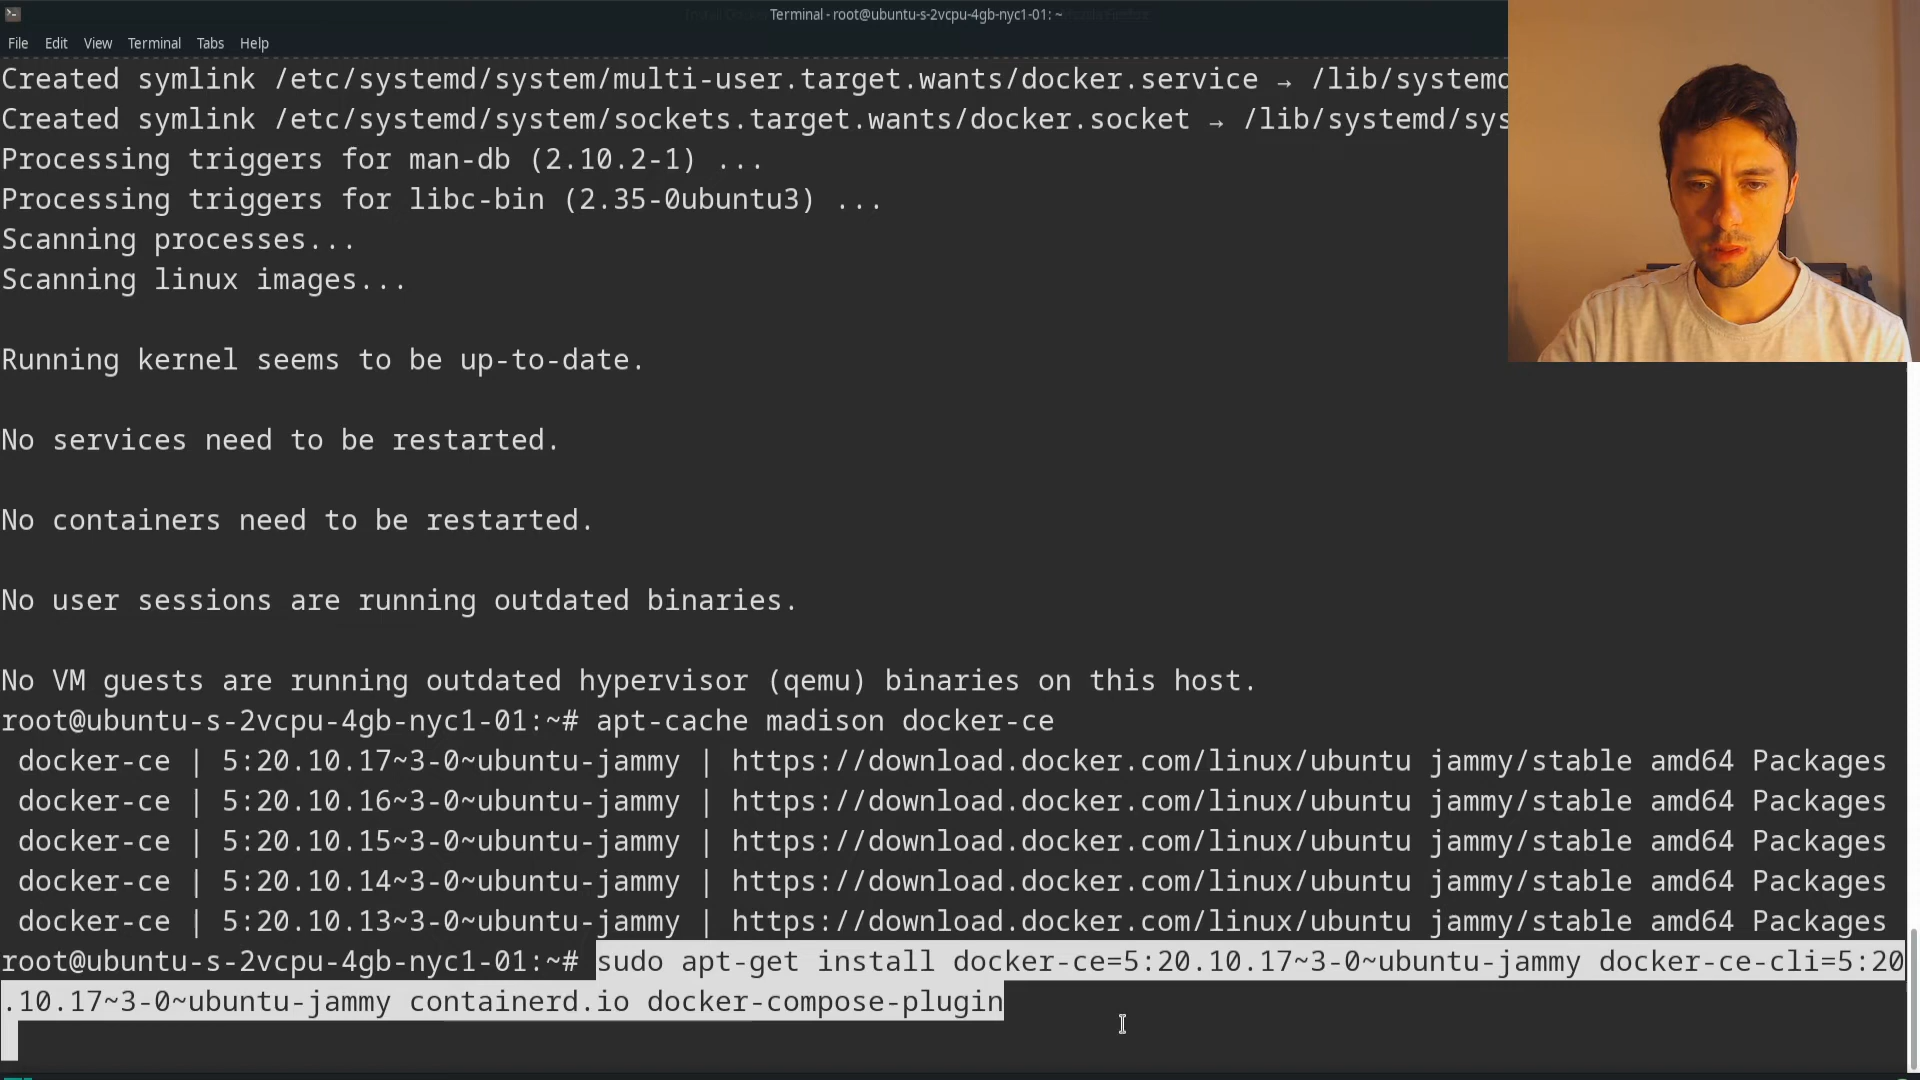 Terminal - root@ubuntu-s-2vcpu-4gb-nyc1-01: ~
File Edit View Terminal Tabs Help
Created symlink /etc/systemd/system/multi-user.target.wants/docker.service → /lib/systemd
Created symlink /etc/systemd/system/sockets.target.wants/docker.socket → /lib/systemd/sys
Processing triggers for man-db (2.10.2-1) ...
Processing triggers for libc-bin (2.35-0ubuntu3) ...
Scanning processes...
Scanning linux images...
Running kernel seems to be up-to-date.
No services need to be restarted.
No containers need to be restarted.
No user sessions are running outdated binaries.
No VM guests are running outdated hypervisor (qemu) binaries on this host.
root@ubuntu-s-2vcpu-4gb-nyc1-01:~# apt-cache madison docker-ce
docker-ce | 5:20.10.17~3-0~ubuntu-jammy | https://download.docker.com/linux/ubuntu jammy/stable amd64 Packages
docker-ce | 5:20.10.16~3-0~ubuntu-jammy | https://download.docker.com/linux/ubuntu jammy/stable amd64 Packages
docker-ce | 5:20.10.15~3-0~ubuntu-jammy | https://download.docker.com/linux/ubuntu jammy/stable amd64 Packages
docker-ce | 5:20.10.14~3-0~ubuntu-jammy | https://download.docker.com/linux/ubuntu jammy/stable amd64 Packages
docker-ce | 5:20.10.13~3-0~ubuntu-jammy | https://download.docker.com/linux/ubuntu jammy/stable amd64 Packages
root@ubuntu-s-2vcpu-4gb-nyc1-01:~# sudo apt-get install docker-ce=5:20.10.17~3-0~ubuntu-jammy docker-ce-cli=5:20
.10.17~3-0~ubuntu-jammy containerd.io docker-compose-plugin